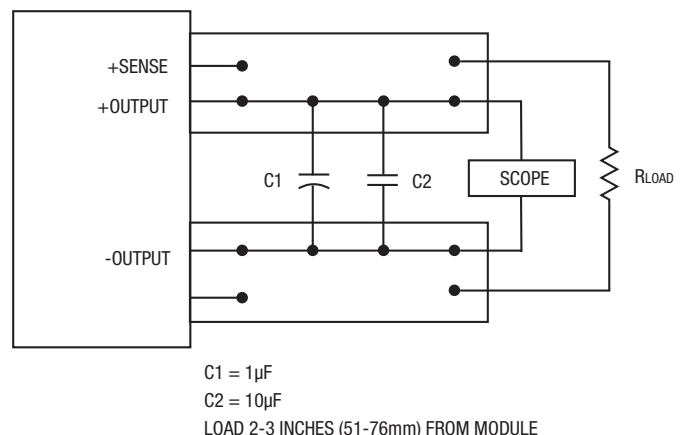 +SENSE
+OUTPUT
C1
C2
SCOPE
RLOAD
-OUTPUT
C1 = 1µF
C2 = 10µF
LOAD 2-3 INCHES (51-76mm) FROM MODULE